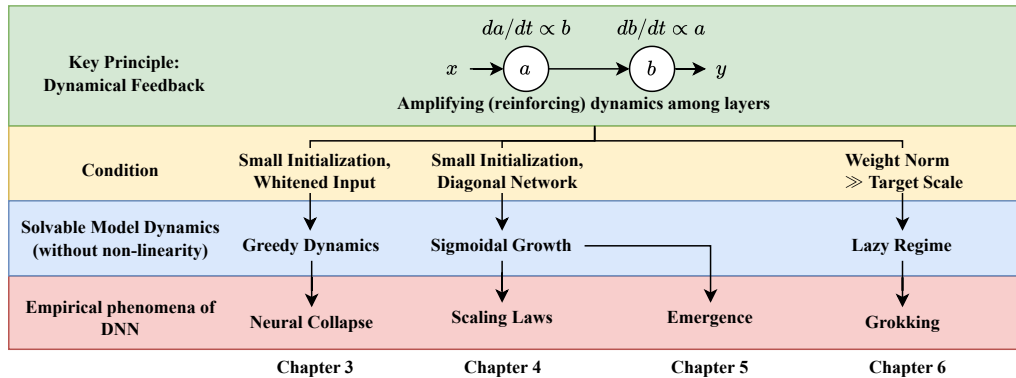 Key Principle:
Dynamical Feedback
da/dt ∝ b
db/dt ∝ a
x
a
b
y
Amplifying (reinforcing) dynamics among layers
Condition
Small Initialization,
Whitened Input
Small Initialization,
Diagonal Network
Weight Norm
≫ Target Scale
Solvable Model Dynamics
(without non-linearity)
Greedy Dynamics
Sigmoidal Growth
Lazy Regime
Empirical phenomena of
DNN
Neural Collapse
Scaling Laws
Emergence
Grokking
Chapter 3
Chapter 4
Chapter 5
Chapter 6